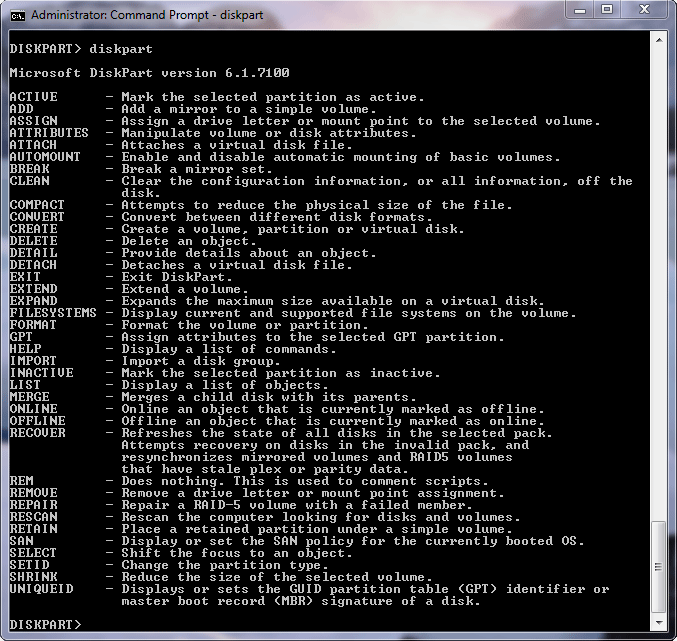 Administrator: Command Prompt - diskpart
DISKPART> diskpart
Microsoft DiskPart version 6.1.7100
ACTIVE - Mark the selected partition as active.
ADD - Add a mirror to a simple volume.
ASSIGN - Assign a drive letter or mount point to the selected volume.
ATTRIBUTES - Manipulate volume or disk attributes.
ATTACH - Attaches a virtual disk file.
AUTOMOUNT - Enable and disable automatic mounting of basic volumes.
BREAK - Break a mirror set.
CLEAN - Clear the configuration information, or all information, off the
disk.
COMPACT - Attempts to reduce the physical size of the file.
CONVERT - Convert between different disk formats.
CREATE - Create a volume, partition or virtual disk.
DELETE - Delete an object.
DETAIL - Provide details about an object.
DETACH - Detaches a virtual disk file.
EXIT - Exit DiskPart.
EXTEND - Extend a volume.
EXPAND - Expands the maximum size available on a virtual disk.
FILESYSTEMS - Display current and supported file systems on the volume.
FORMAT - Format the volume or partition.
GPT - Assign attributes to the selected GPT partition.
HELP - Display a list of commands.
IMPORT - Import a disk group.
INACTIVE - Mark the selected partition as inactive.
LIST - Display a list of objects.
MERGE - Merges a child disk with its parents.
ONLINE - Online an object that is currently marked as offline.
OFFLINE - Offline an object that is currently marked as online.
RECOVER - Refreshes the state of all disks in the selected pack.
Attempts recovery on disks in the invalid pack, and
resynchronizes mirrored volumes and RAID5 volumes
that have stale plex or parity data.
REM - Does nothing. This is used to comment scripts.
REMOVE - Remove a drive letter or mount point assignment.
REPAIR - Repair a RAID-5 volume with a failed member.
RESCAN - Rescan the computer looking for disks and volumes.
RETAIN - Place a retained partition under a simple volume.
SAN - Display or set the SAN policy for the currently booted OS.
SELECT - Shift the focus to an object.
SETID - Change the partition type.
SHRINK - Reduce the size of the selected volume.
UNIQUEID - Displays or sets the GUID partition table (GPT) identifier or
master boot record (MBR) signature of a disk.
DISKPART>